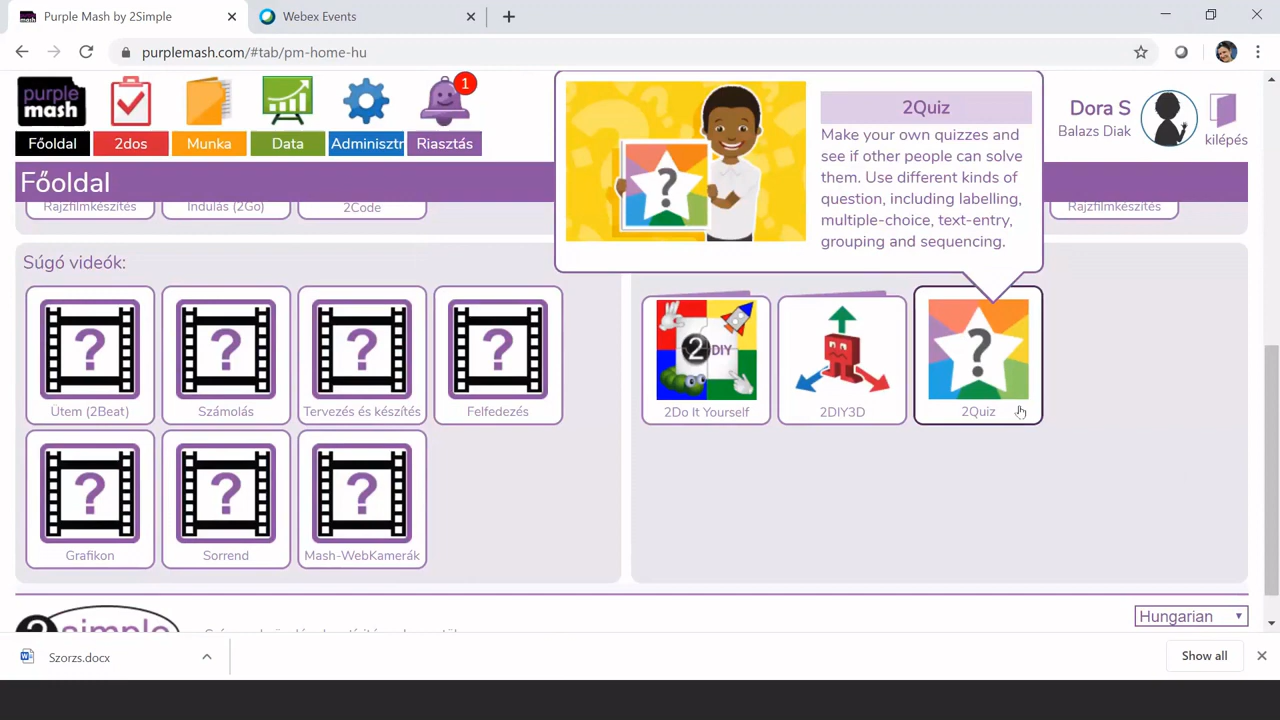 Purple Mash by 2Simple
Webex Events
purplemash.com/#tab/pm-home-hu
purple mash
Főoldal
2dos
Munka
Data
Adminisztr
1
Riasztás
2Quiz
Make your own quizzes and
see if other people can solve
them. Use different kinds of
question, including labelling,
multiple-choice, text-entry,
grouping and sequencing.
Dora S
Balazs Diak
kilépés
Főoldal
Rajzfilmkészítés
Indulás (2Go)
2Code
Rajzfilmkészítés
Súgó videók:
Ütem (2Beat)
Számolás
Tervezés és készítés
Felfedezés
2 DIY
2Do It Yourself
2DIY3D
2Quiz
Grafikon
Sorrend
Mash-WebKamerák
2simple
Hungarian
Szorzs.docx
Show all